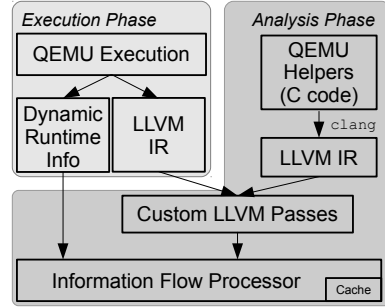 Execution Phase
Analysis Phase
QEMU Execution
QEMU
Helpers
(C code)
Dynamic
Runtime
Info
LLVM
IR
clang
LLVM IR
Custom LLVM Passes
Information Flow Processor
Cache